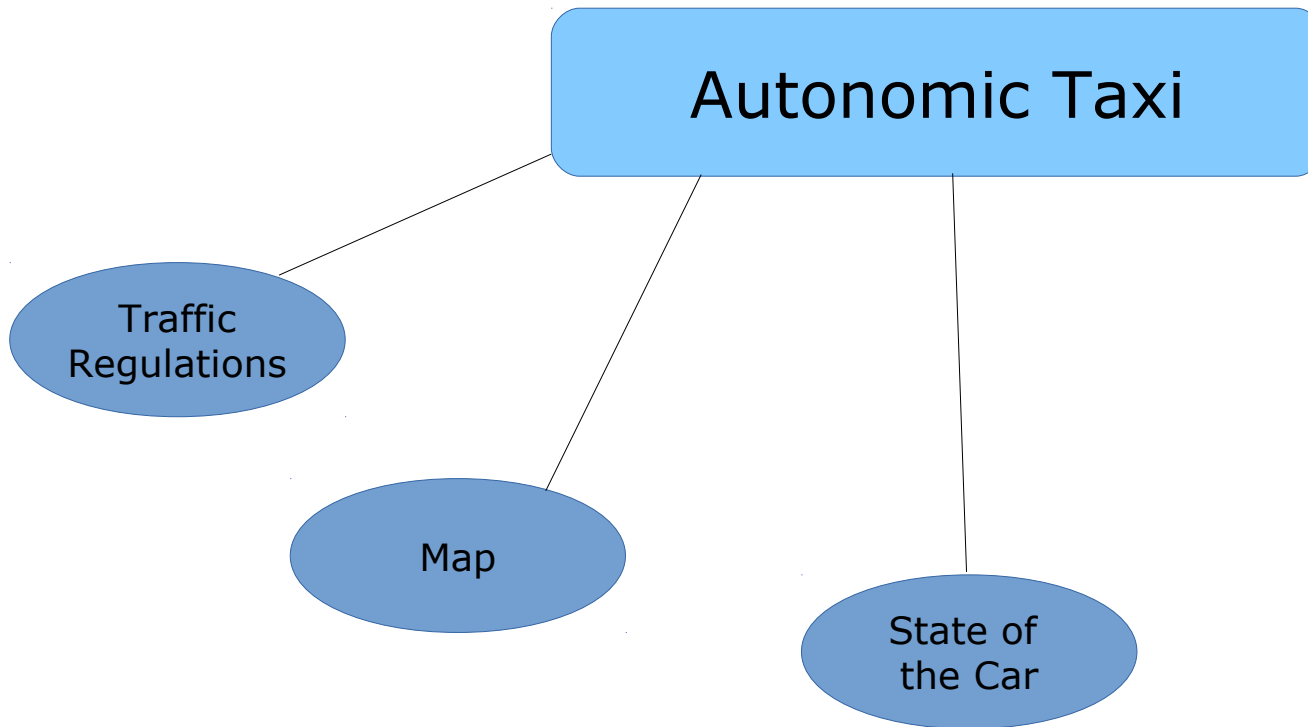 Autonomic Taxi
Traffic
Regulations
Map
State of
the Car